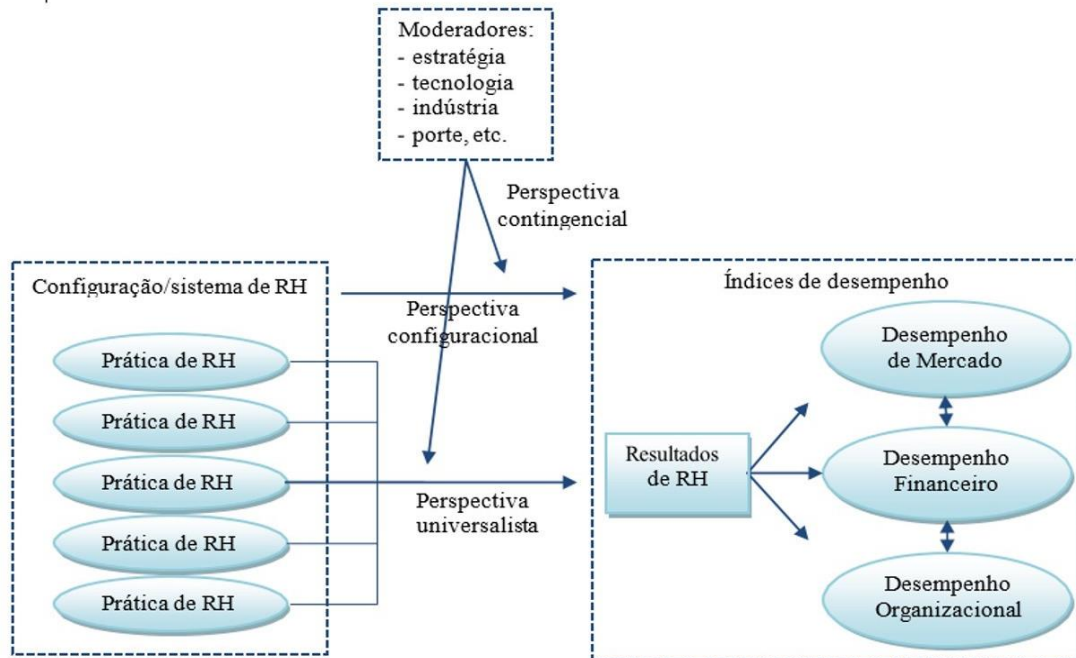 Moderadores:
- estratégia
- tecnologia
- indústria
- porte, etc.
Perspectiva
contingencial
Configuração/sistema de RH
Perspectiva
configuracional
Prática de RH
Prática de RH
Prática de RH
Prática de RH
Prática de RH
Perspectiva
universalista
Índices de desempenho
Resultados
de RH
Desempenho
de Mercado
Desempenho
Financeiro
Desempenho
Organizacional